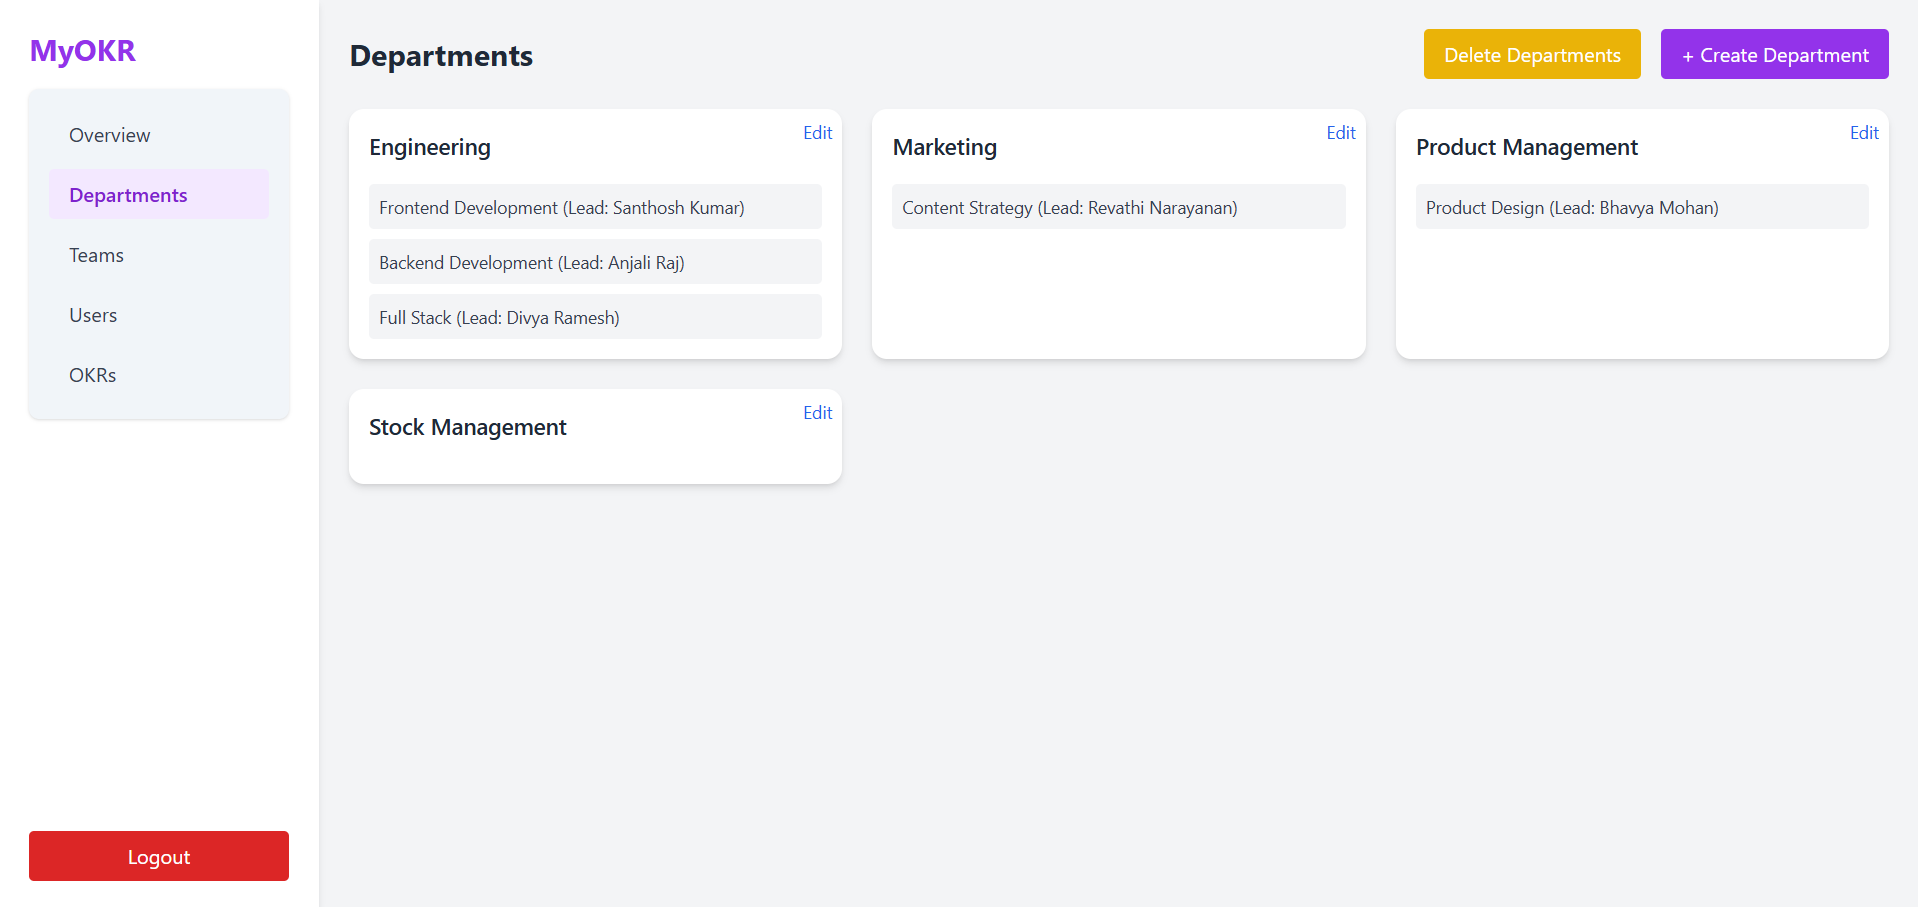 MyOKR
Overview
Departments
Teams
Users
OKRs
Logout
Departments
Delete Departments
+ Create Department
Engineering
Edit
Frontend Development (Lead: Santhosh Kumar)
Backend Development (Lead: Anjali Raj)
Full Stack (Lead: Divya Ramesh)
Marketing
Edit
Content Strategy (Lead: Revathi Narayanan)
Product Management
Edit
Product Design (Lead: Bhavya Mohan)
Stock Management
Edit